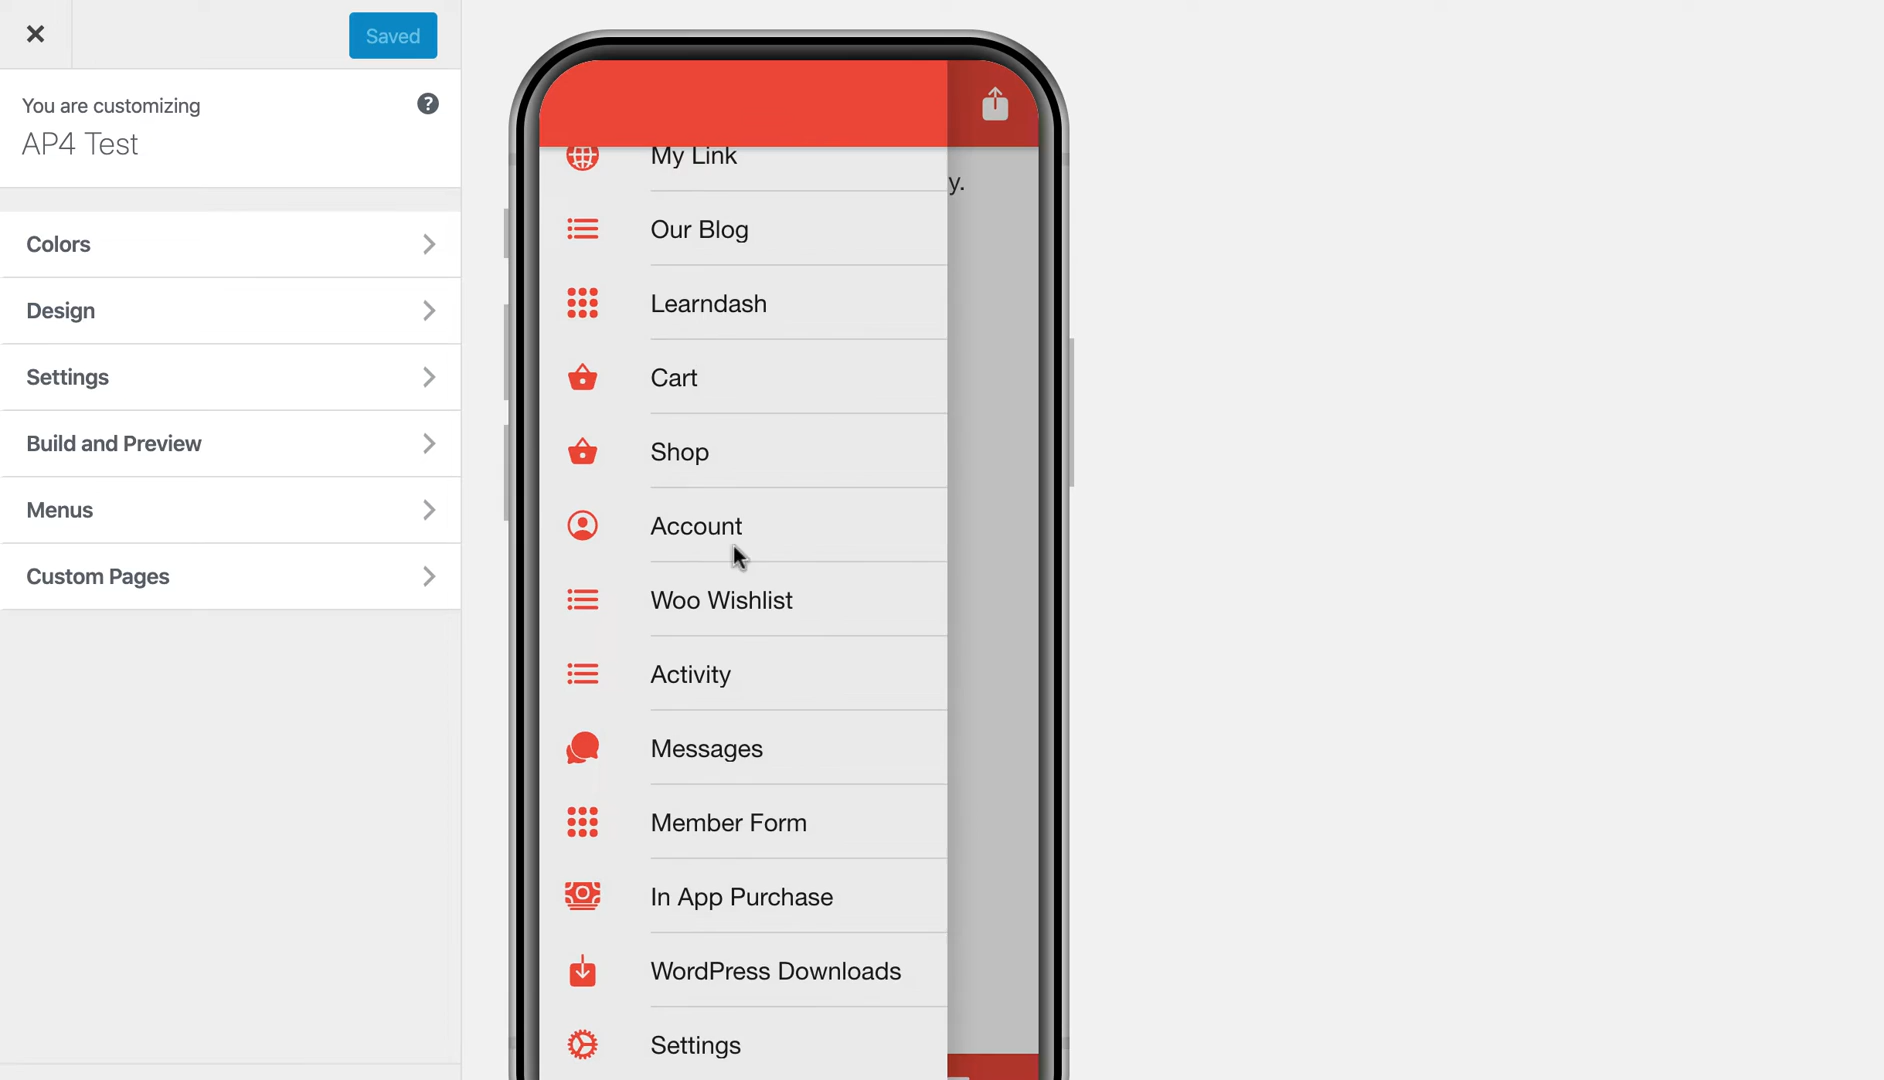 Saved
You are customizing
AP4 Test
Colors
Design
Settings
Build and Preview
Menus
Custom Pages
My Link
y.
Our Blog
Learndash
Cart
Shop
Account
Woo Wishlist
Activity
Messages
Member Form
In App Purchase
WordPress Downloads
Settings